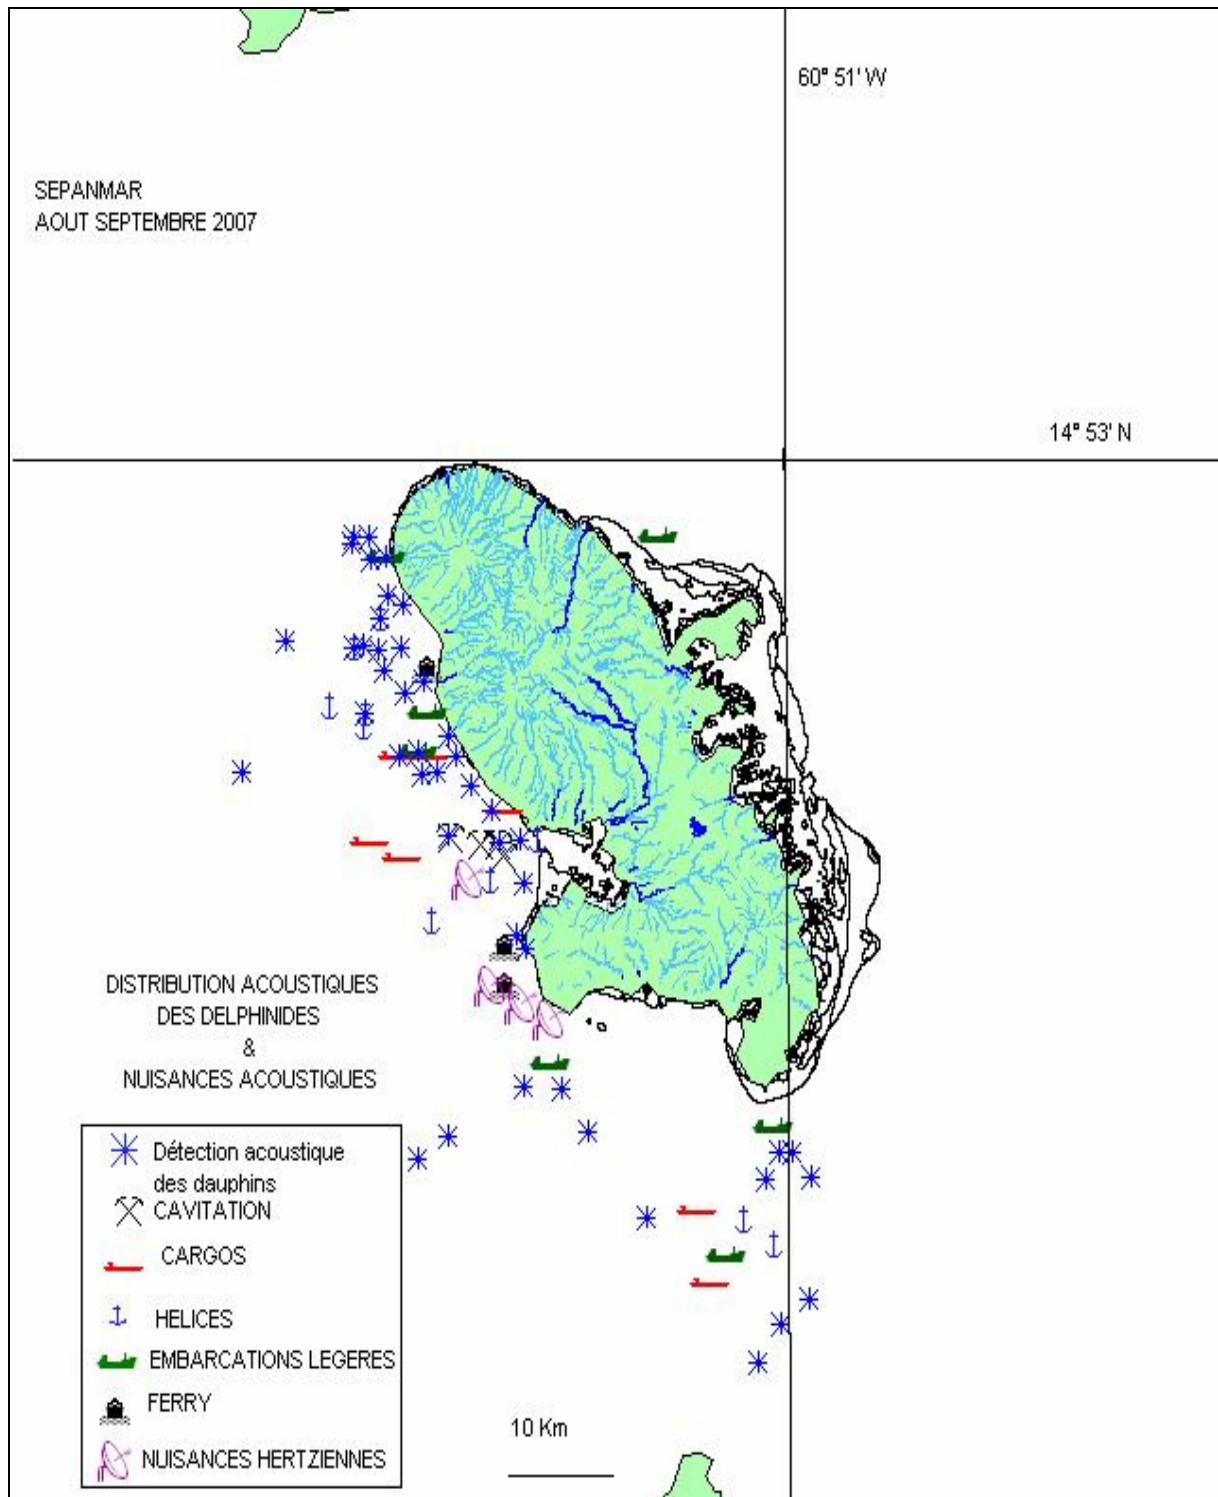 60° 51' W
SEPANMAR
AOUT SEPTEMBRE 2007
14° 53' N
DISTRIBUTION ACOUSTIQUES
DES DELPHINIDES
&
NUISANCES ACOUSTIQUES
Détection acoustique
des dauphins
CAVITATION
CARGOS
HELICES
EMBARCATIONS LEGERES
FERRY
NUISANCES HERTZIENNES
10 Km